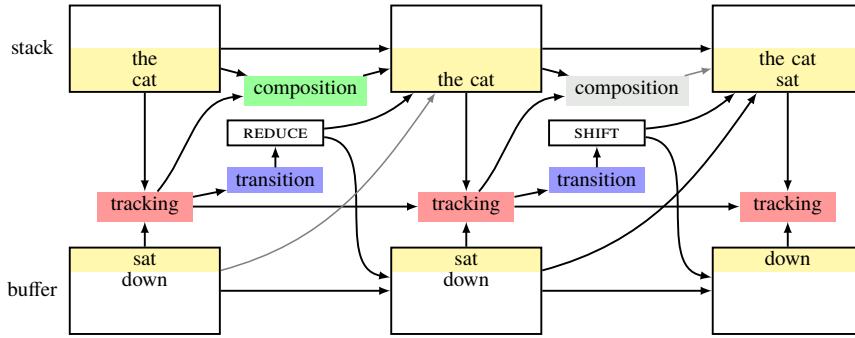 stack
the
cat
composition
the cat
composition
the cat
sat
REDUCE
SHIFT
transition
transition
tracking
tracking
tracking
buffer
sat
down
sat
down
down